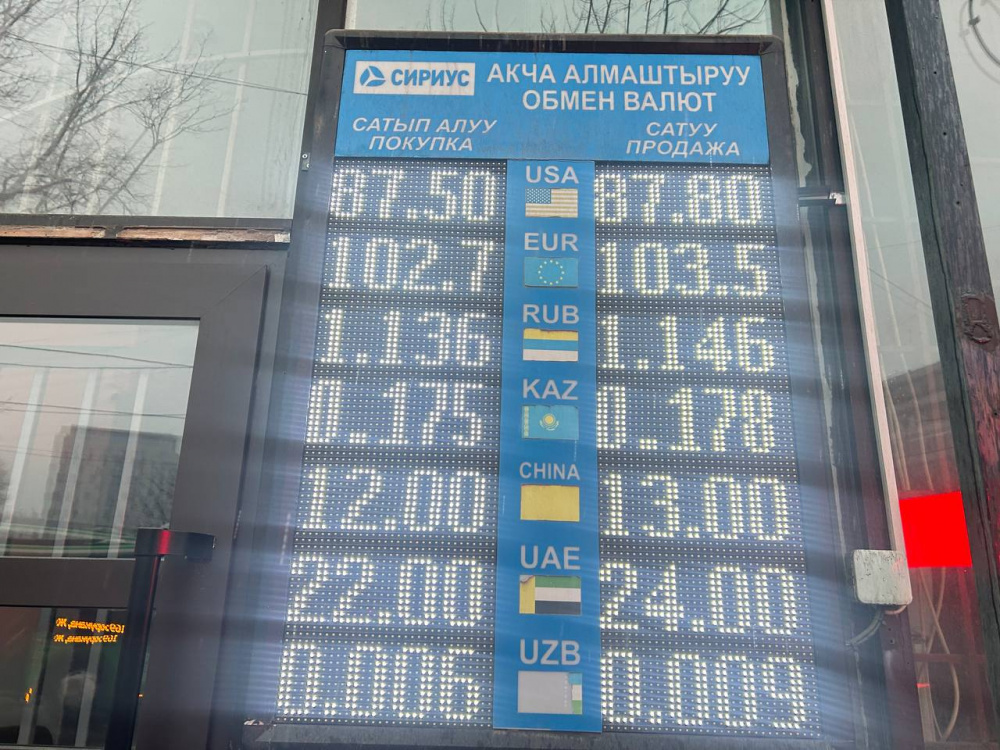 СИРИУС
АКЧА АЛМАШТЫРУУ
ОБМЕН ВАЛЮТ
САТЫП АЛУУ
ПОКУПКА
САТУУ
ПРОДАЖА
87.50 USA 87.80
102.7 EUR 103.5
1.136 RUB 1.146
0.175 KAZ 0.178
12.00 CHINA 13.00
22.00 UAE 24.00
0.006 UZB 0.009